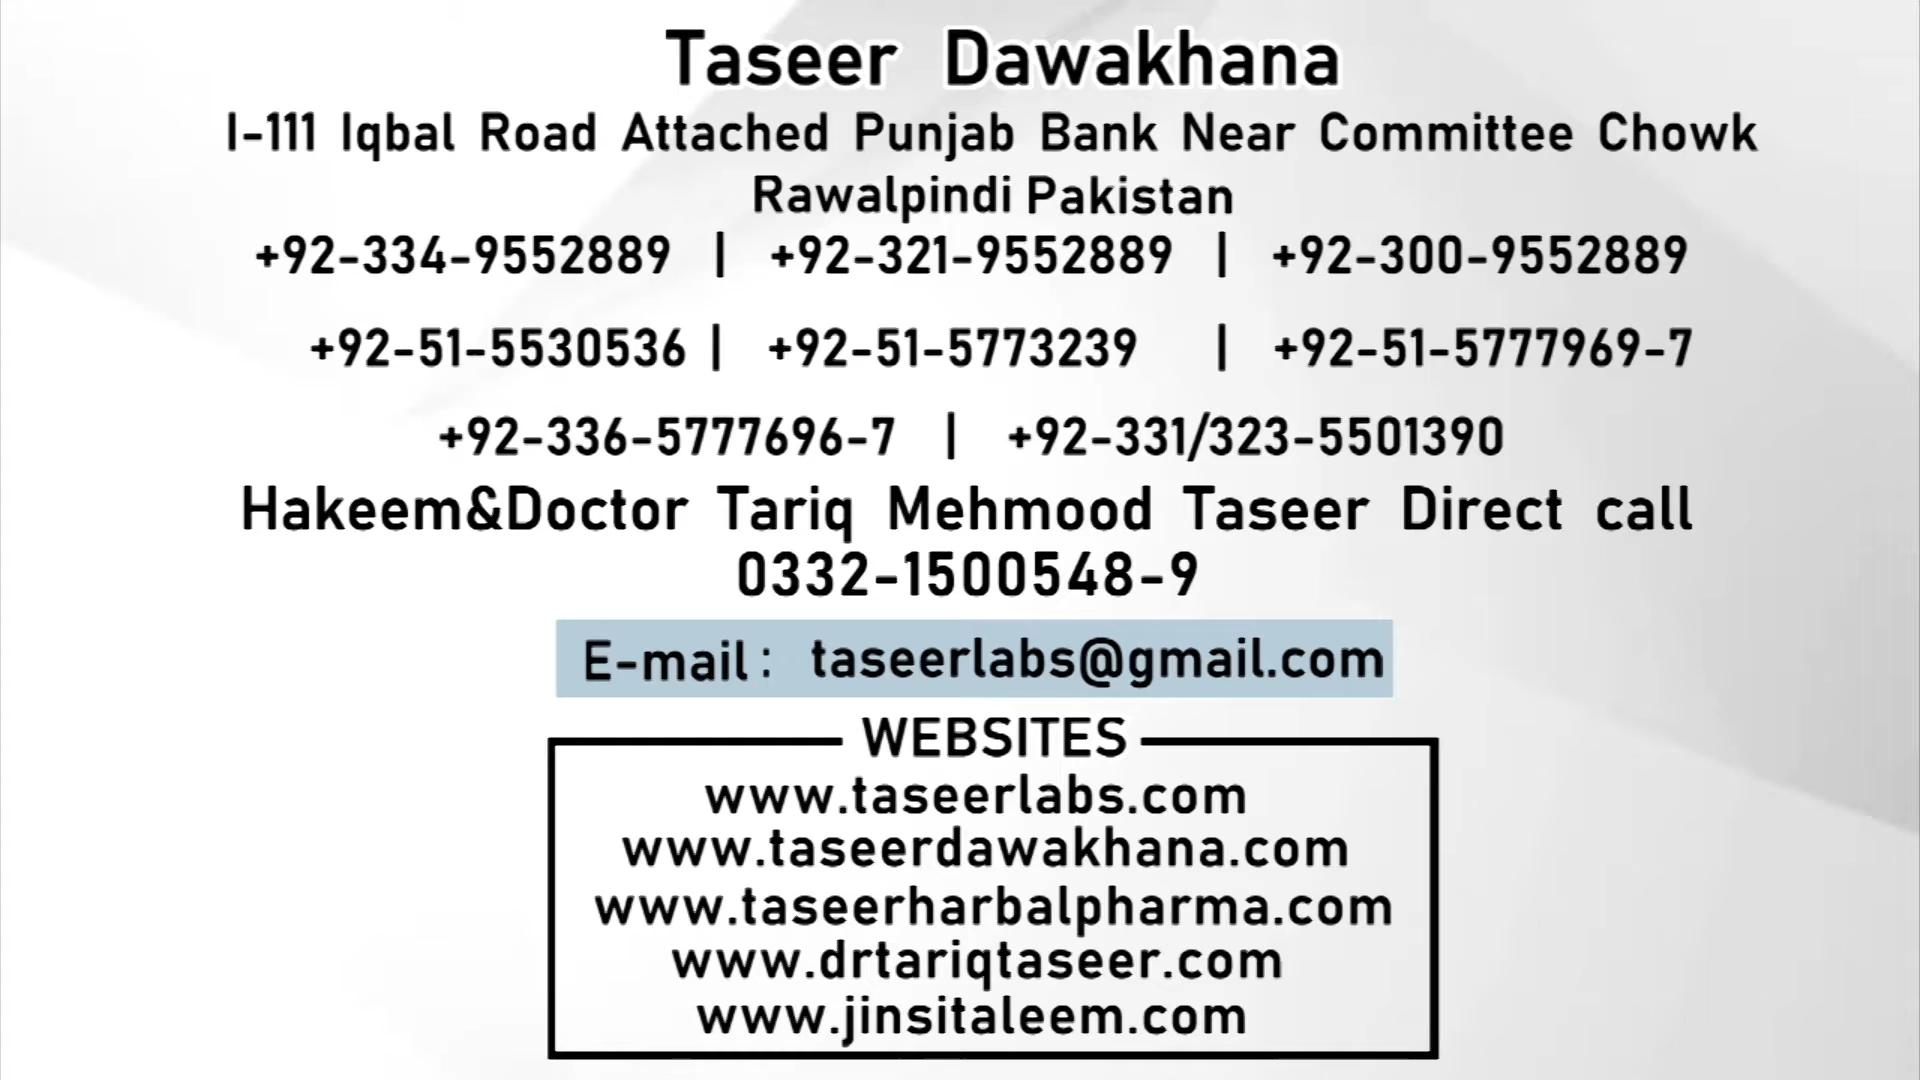 Taseer Dawakhana
I-111 Iqbal Road Attached Punjab Bank Near Committee Chowk
Rawalpindi Pakistan
+92-334-9552889 | +92-321-9552889 | +92-300-9552889
+92-51-5530536 | +92-51-5773239 | +92-51-5777969-7
+92-336-5777696-7 | +92-331/323-5501390
Hakeem&Doctor Tariq Mehmood Taseer Direct call
0332-1500548-9
E-mail : taseerlabs@gmail.com
WEBSITES
www.taseerlabs.com
www.taseerdawakhana.com
www.taseerharbalpharma.com
www.drtariqtaseer.com
www.jinsitaleem.com